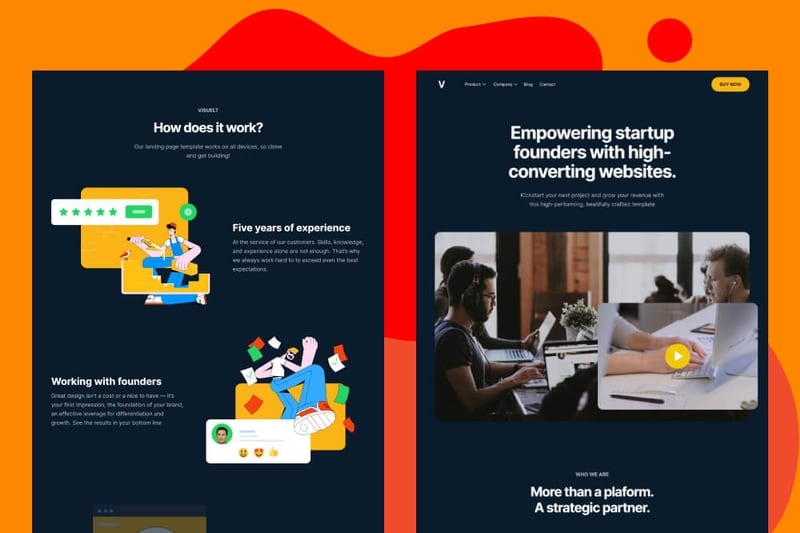 VISUELT
How does it work?
Our landing page template works on all devices, so clone
and get building!
Five years of experience
At the service of our customers. Skills, knowledge,
and experience alone are not enough. That's why
we always work hard to to exceed even the best
expectations.
Working with founders
Great design isn't a cost or a nice to have — it's
your first impression, the foundation of your brand,
an effective leverage for differentiation and
growth. See the results in your bottom line
V
Product Company Blog Contact
BUY NOW
Empowering startup
founders with high-
converting websites.
Kickstart your next project and grow your revenue with
this high-performing, beatifully crafted template
WHO WE ARE
More than a plaform.
A strategic partner.